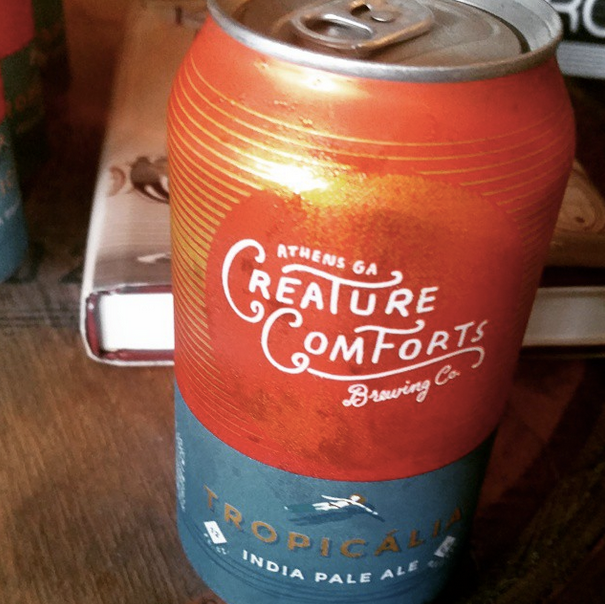 ATHENS GA
CREATURE
COMFORTS
Brewing Co.
TROPICÁLIA
INDIA PALE ALE